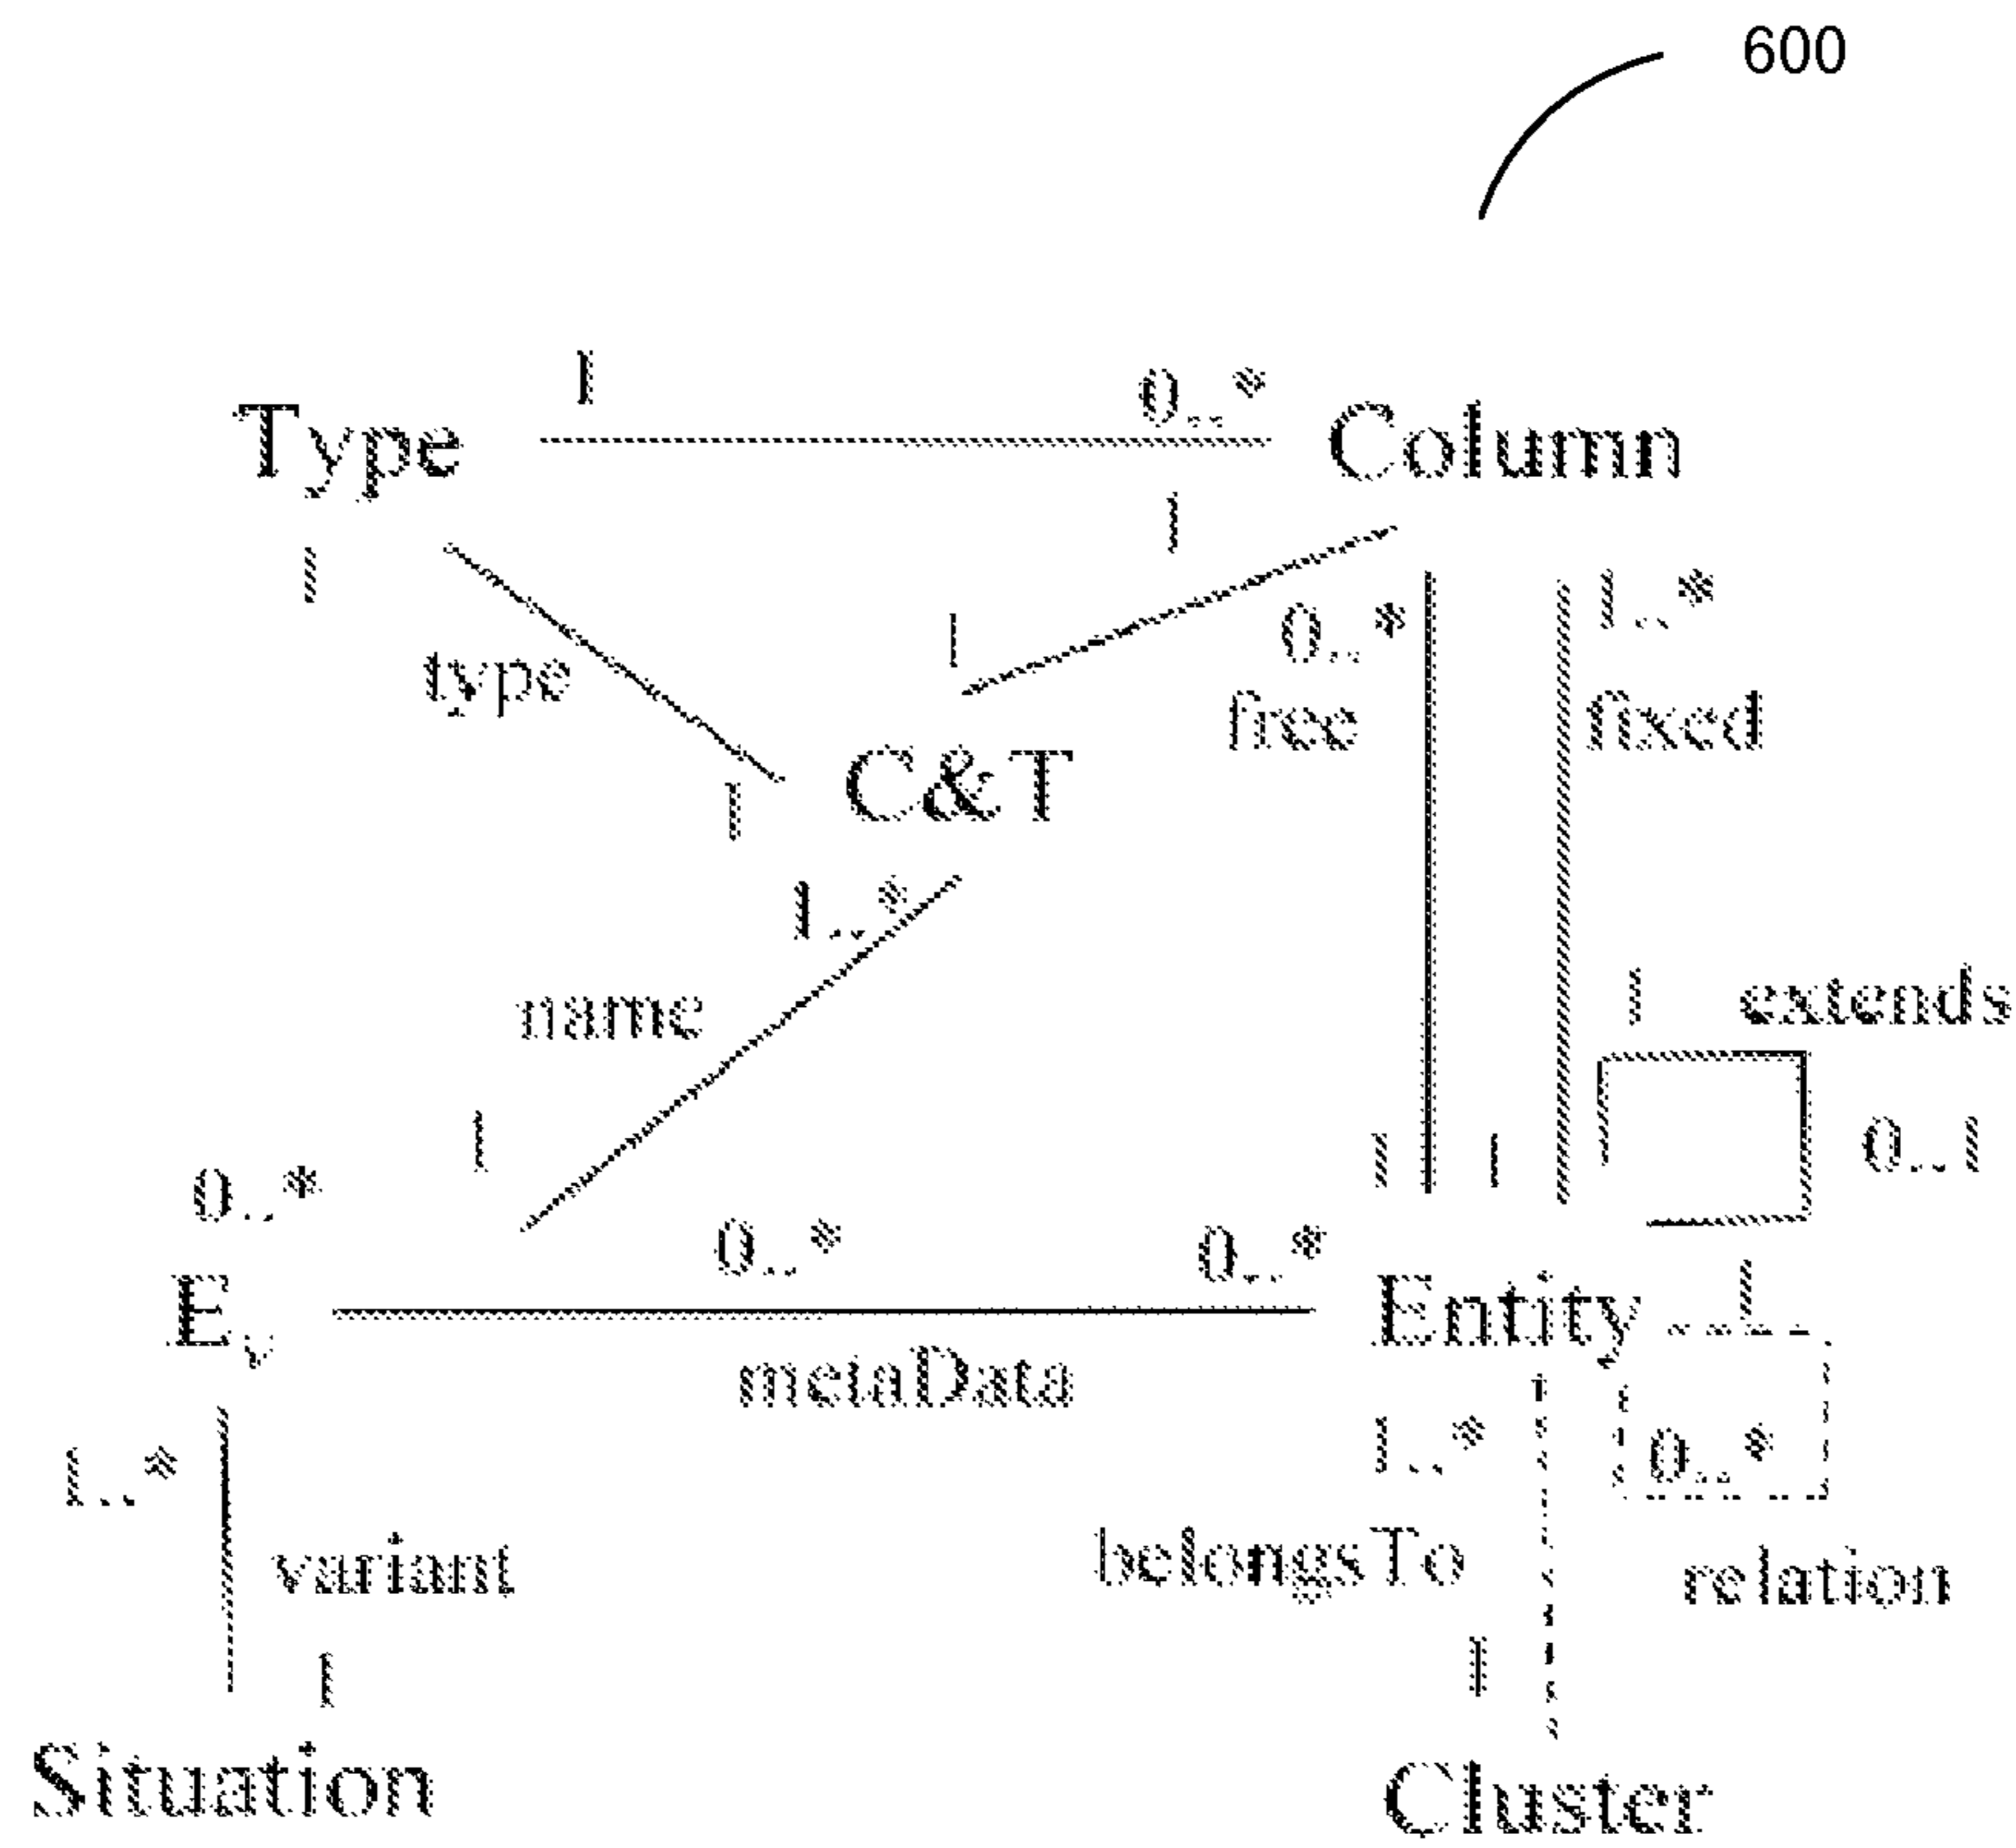 600
1 0..*
Type Column
1 1
1 0..* 1..*
type free fixed
C&T
1
1..*
name 1 extends
1 1 1 0..1
0..* 0..* 0..*
Ev Entity 1
metaData
1..* 1..* 0..*
variant belongsTo relation
1 1
Situation Cluster